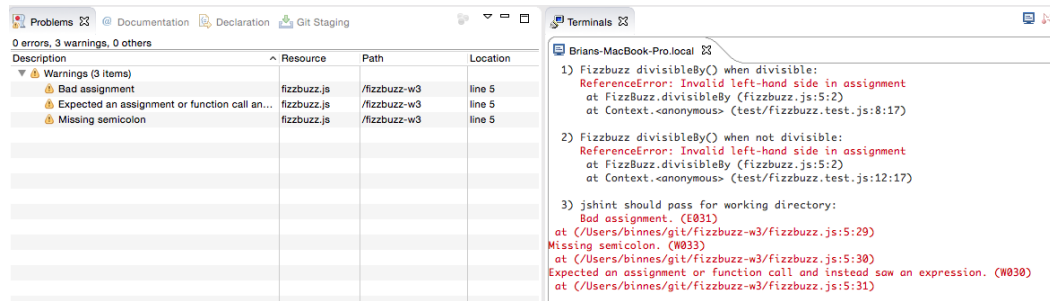 Problems
@ Documentation
Declaration
Git Staging
0 errors, 3 warnings, 0 others
Description Resource Path Location
Warnings (3 items)
Bad assignment fizzbuzz.js /fizzbuzz-w3 line 5
Expected an assignment or function call an... fizzbuzz.js /fizzbuzz-w3 line 5
Missing semicolon fizzbuzz.js /fizzbuzz-w3 line 5
Terminals
Brians-MacBook-Pro.local
1) Fizzbuzz divisibleBy() when divisible:
ReferenceError: Invalid left-hand side in assignment
at FizzBuzz.divisibleBy (fizzbuzz.js:5:2)
at Context.<anonymous> (test/fizzbuzz.test.js:8:17)
2) Fizzbuzz divisibleBy() when not divisible:
ReferenceError: Invalid left-hand side in assignment
at FizzBuzz.divisibleBy (fizzbuzz.js:5:2)
at Context.<anonymous> (test/fizzbuzz.test.js:12:17)
3) jshint should pass for working directory:
Bad assignment. (E031)
at (/Users/binnes/git/fizzbuzz-w3/fizzbuzz.js:5:29)
Missing semicolon. (W033)
at (/Users/binnes/git/fizzbuzz-w3/fizzbuzz.js:5:30)
Expected an assignment or function call and instead saw an expression. (W030)
at (/Users/binnes/git/fizzbuzz-w3/fizzbuzz.js:5:31)